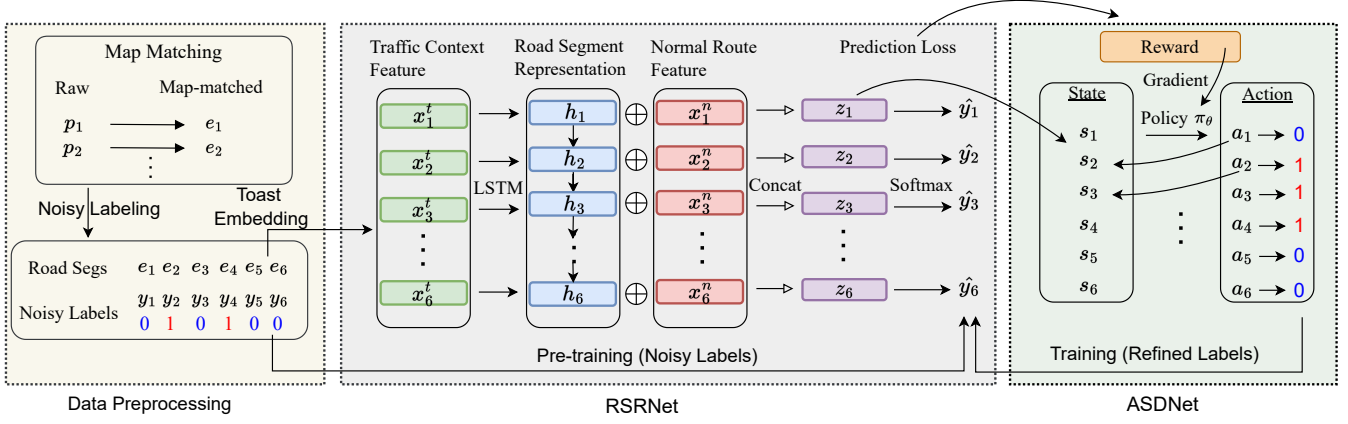 Map Matching
Raw Map-matched
p₁ e₁
p₂ e₂
⋮
Noisy Labeling
Toast
Embedding
Road Segs e₁ e₂ e₃ e₄ e₅ e₆
y₁ y₂ y₃ y₄ y₅ y₆
Noisy Labels
0 1 0 1 0 0
Data Preprocessing
Traffic Context
Feature
Road Segment
Representation
Normal Route
Feature
Prediction Loss
x₁ᵗ h₁ ⊕ x₁ⁿ z₁ ŷ₁
x₂ᵗ h₂ ⊕ x₂ⁿ z₂ ŷ₂
LSTM Concat Softmax
x₃ᵗ h₃ ⊕ x₃ⁿ z₃ ŷ₃
⋮ ⋮ ⋮ ⋮
x₆ᵗ h₆ ⊕ x₆ⁿ z₆ ŷ₆
Pre-training (Noisy Labels)
RSRNet
Reward
Gradient
State Action
Policy πθ
s₁ a₁ 0
s₂ a₂ 1
s₃ a₃ 1
s₄ a₄ 1
⋮
s₅ a₅ 0
s₆ a₆ 0
Training (Refined Labels)
ASDNet